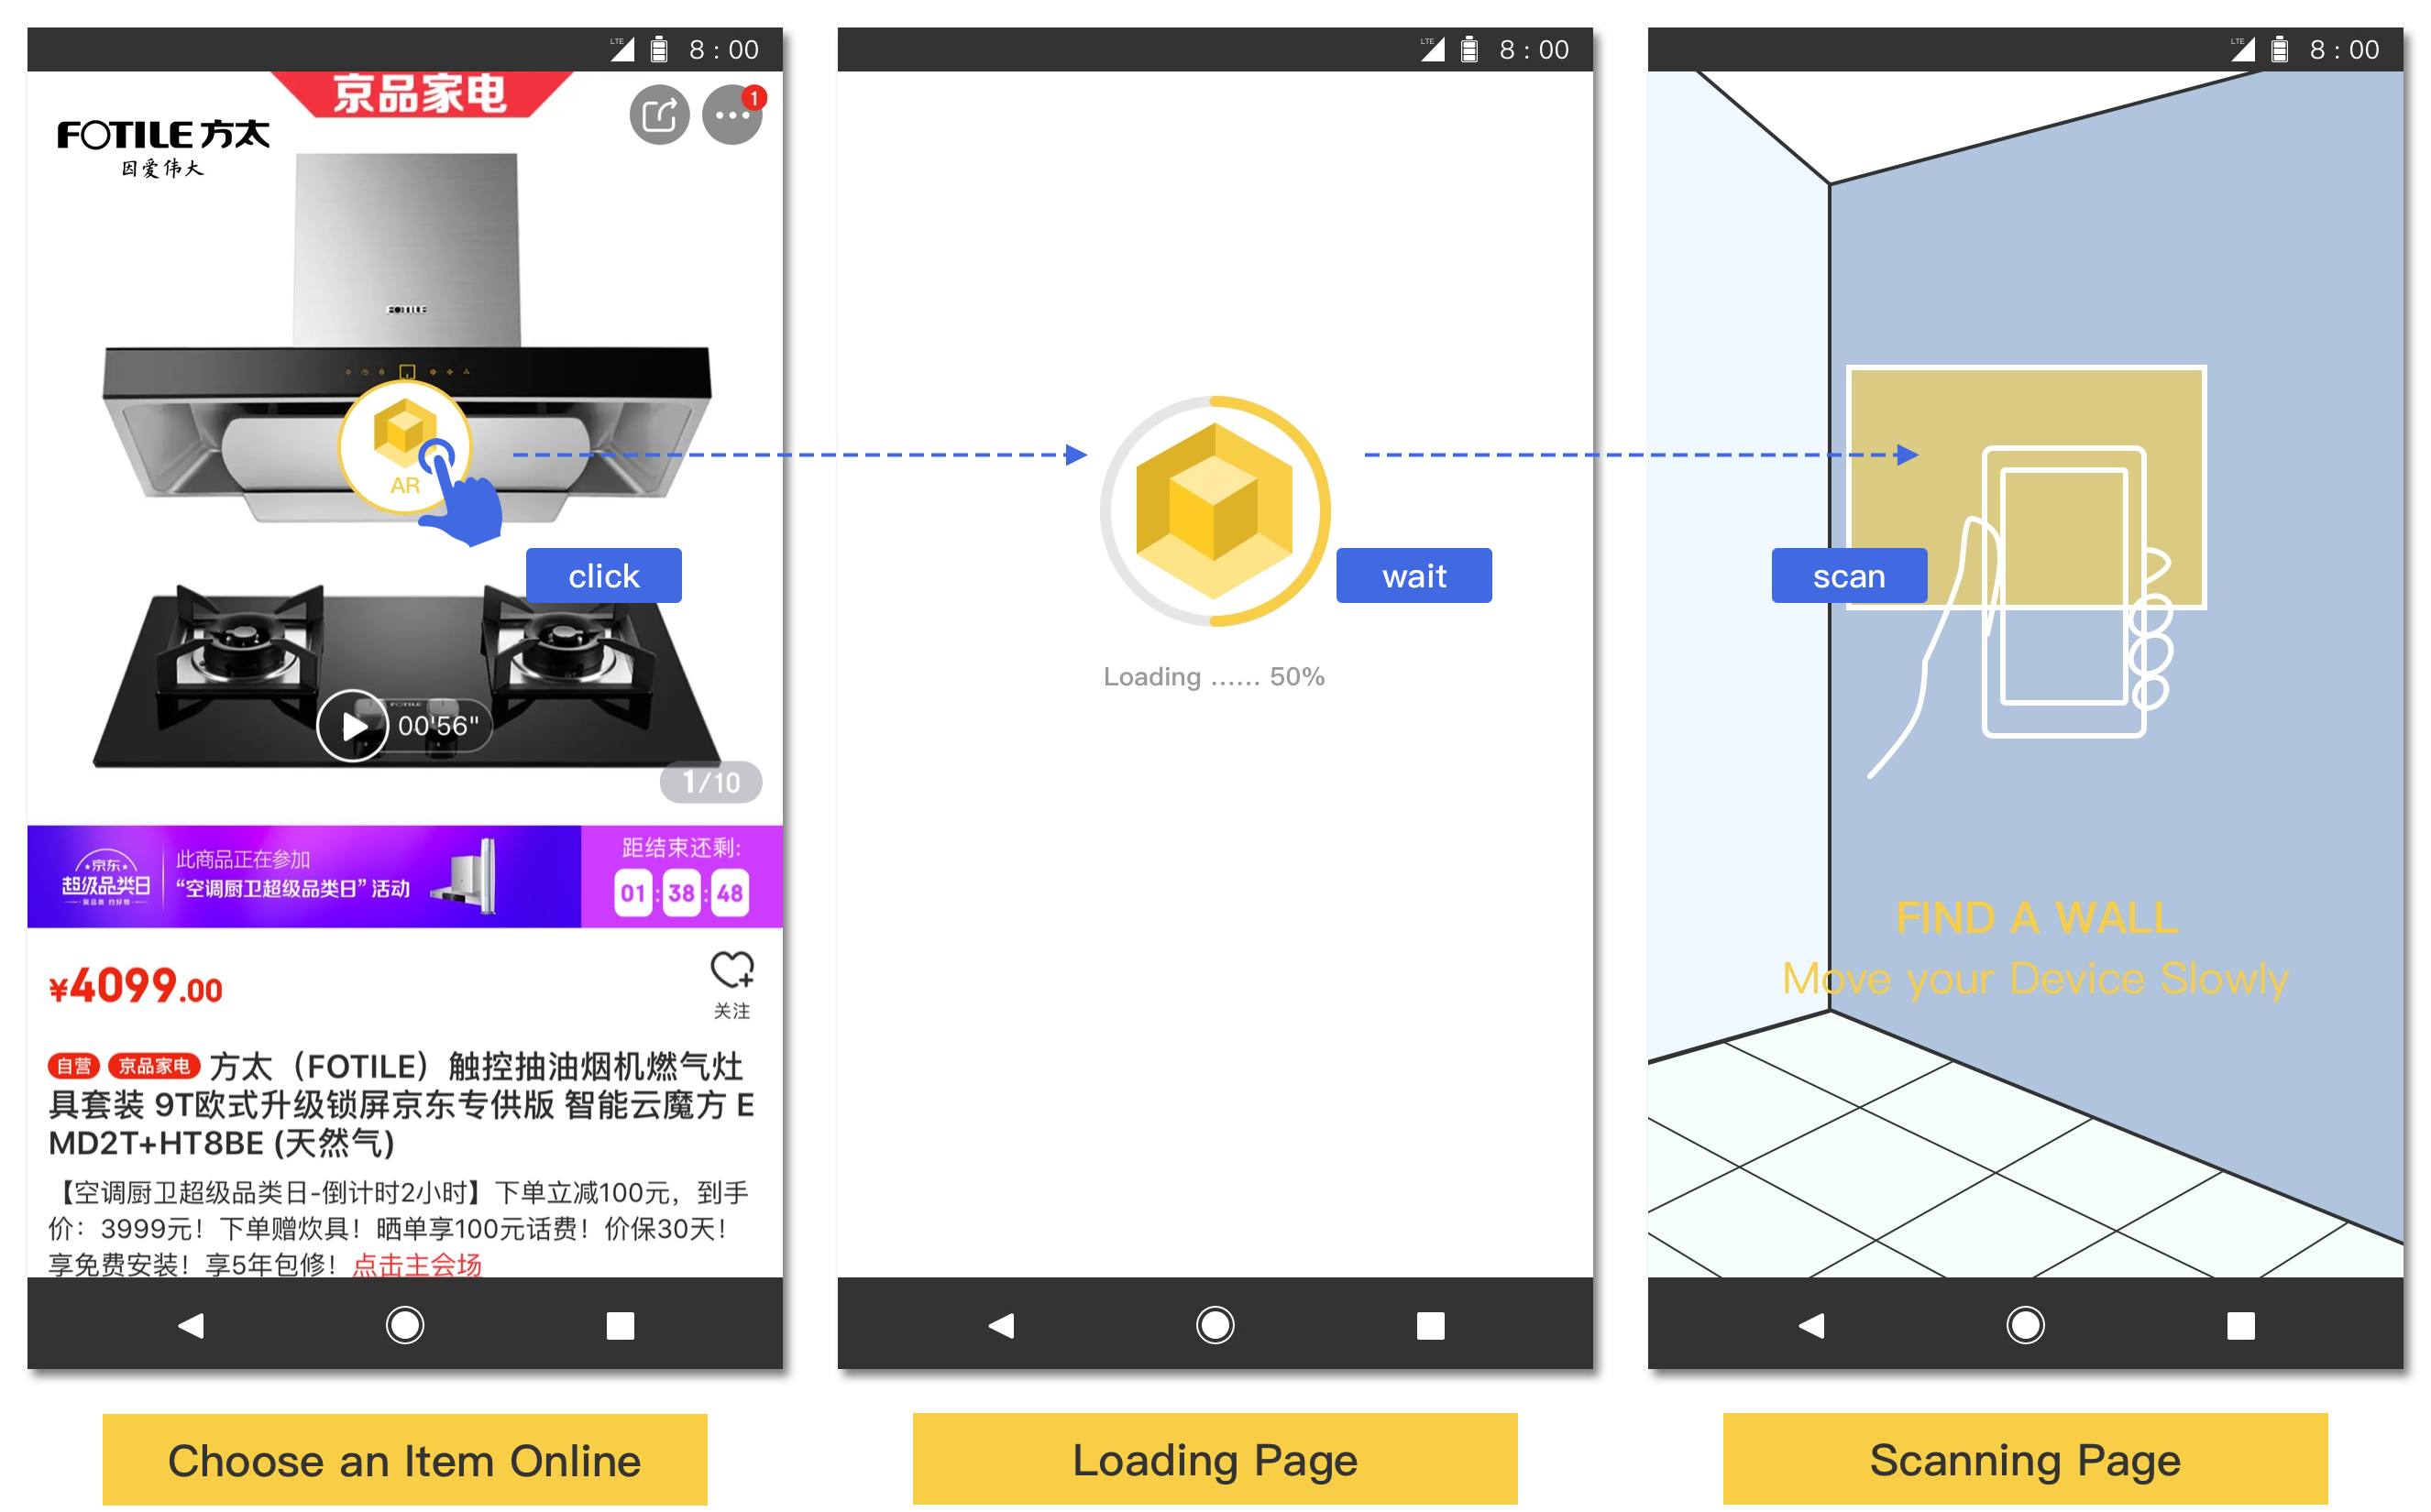 LTE 8 : 00
京品家电
1
FOTILE 方太
因爱伟大
FOTILE
AR
click
FOTILE
00'56"
1/10
京东
超级品类日
此商品正在参加
“空调厨卫超级品类日”活动
距结束还剩:
01 : 38 : 48
¥4099.00
关注
自营 京品家电 方太（FOTILE）触控抽油烟机燃气灶
具套装 9T欧式升级锁屏京东专供版 智能云魔方 E
MD2T+HT8BE (天然气)
【空调厨卫超级品类日-倒计时2小时】下单立减100元，到手
价：3999元！下单赠炊具！晒单享100元话费！价保30天！
享免费安装！享5年包修！点击主会场
Choose an Item Online
LTE 8 : 00
wait
Loading ...... 50%
Loading Page
LTE 8 : 00
scan
FIND A WALL
Move your Device Slowly
Scanning Page